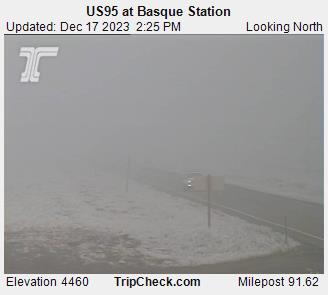 US95 at Basque Station
Updated: Dec 17 2023 2:25 PM Looking North
Elevation 4460 TripCheck.com Milepost 91.62